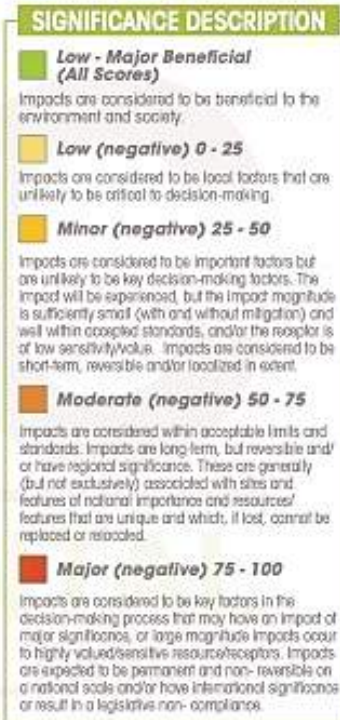 SIGNIFICANCE DESCRIPTION
Low - Major Beneficial
(All Scores)
Impacts are considered to be beneficial to the
environment and society.
Low (negative) 0 - 25
Impacts are considered to be local factors that are
unlikely to be critical to decision-making.
Minor (negative) 25 - 50
Impacts are considered to be important factors but
are unlikely to be key decision-making factors. The
impact will be experienced, but the impact magnitude
is sufficiently small (with and without mitigation) and
well within accepted standards, and/or the receptor is
of low sensitivity/value. Impacts are considered to be
short-term, reversible and/or localized in extent.
Moderate (negative) 50 - 75
Impacts are considered within acceptable limits and
standards. Impacts are long-term, but reversible and/
or have regional significance. These are generally
(but not exclusively) associated with sites and
features of national importance and resources/
features that are unique and which, if lost, cannot be
replaced or relocated.
Major (negative) 75 - 100
Impacts are considered to be key factors in the
decision-making process that may have an impact of
major significance, or large magnitude impacts occur
to highly valued/sensitive resource/receptors. Impacts
are expected to be permanent and non- reversible on
a national scale and/or have international significance
or result in a legislative non- compliance.